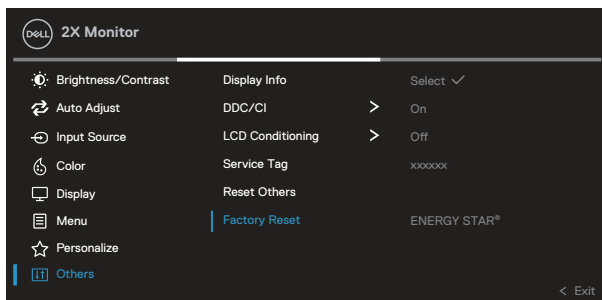 DELL 2X Monitor
Brightness/Contrast Display Info Select ✓
Auto Adjust DDC/CI > On
Input Source LCD Conditioning > Off
Color Service Tag xxxxxx
Display Reset Others
Menu Factory Reset ENERGY STAR®
Personalize
Others
< Exit